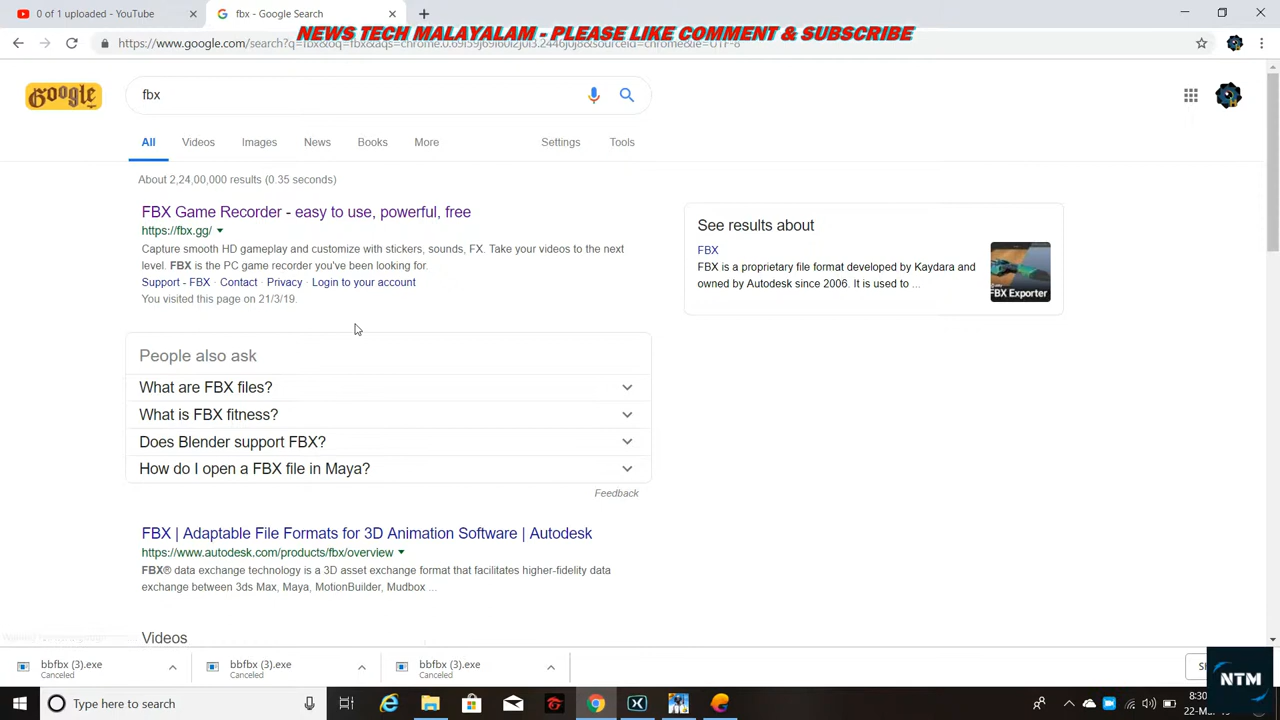 0 of 1 uploaded - YouTube
fbx - Google Search
NEWS TECH MALAYALAM - PLEASE LIKE COMMENT & SUBSCRIBE
Google
fbx
All
Videos
Images
News
Books
More
Settings
Tools
About 2,24,00,000 results (0.35 seconds)
FBX Game Recorder - easy to use, powerful, free
https://fbx.gg/
Capture smooth HD gameplay and customize with stickers, sounds, FX. Take your videos to the next
level. FBX is the PC game recorder you've been looking for.
Support - FBX · Contact · Privacy · Login to your account
You visited this page on 21/3/19.
See results about
FBX
FBX is a proprietary file format developed by Kaydara and
owned by Autodesk since 2006. It is used to ...
FBX Exporter
People also ask
What are FBX files?
What is FBX fitness?
Does Blender support FBX?
How do I open a FBX file in Maya?
Feedback
FBX | Adaptable File Formats for 3D Animation Software | Autodesk
https://www.autodesk.com/products/fbx/overview
FBX® data exchange technology is a 3D asset exchange format that facilitates higher-fidelity data
exchange between 3ds Max, Maya, MotionBuilder, Mudbox ...
Videos
bbfbx (3).exe
Canceled
bbfbx (3).exe
Canceled
bbfbx (3).exe
Canceled
NTM
Type here to search
8:30